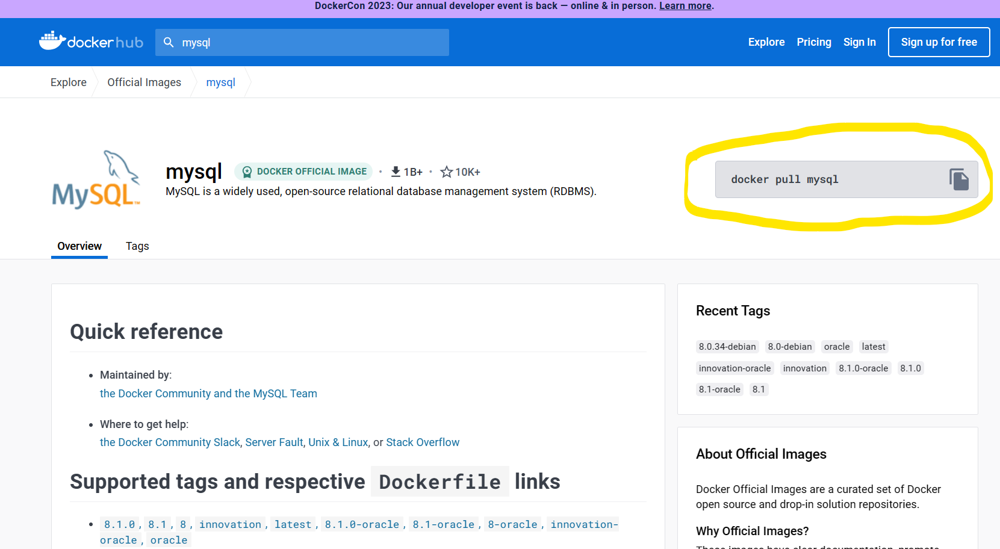 DockerCon 2023: Our annual developer event is back — online & in person. Learn more.
dockerhub
mysql
Explore
Pricing
Sign In
Sign up for free
Explore
Official Images
mysql
MySQL™
mysql
DOCKER OFFICIAL IMAGE
• 1B+ • 10K+
MySQL is a widely used, open-source relational database management system (RDBMS).
docker pull mysql
Overview
Tags
Quick reference
• Maintained by:
the Docker Community and the MySQL Team
• Where to get help:
the Docker Community Slack, Server Fault, Unix & Linux, or Stack Overflow
Supported tags and respective Dockerfile links
• 8.1.0, 8.1, 8, innovation, latest, 8.1.0-oracle, 8.1-oracle, 8-oracle, innovation-
oracle, oracle
Recent Tags
8.0.34-debian 8.0-debian oracle latest
innovation-oracle innovation 8.1.0-oracle 8.1.0
8.1-oracle 8.1
About Official Images
Docker Official Images are a curated set of Docker
open source and drop-in solution repositories.
Why Official Images?
These images have clear documentation, promote